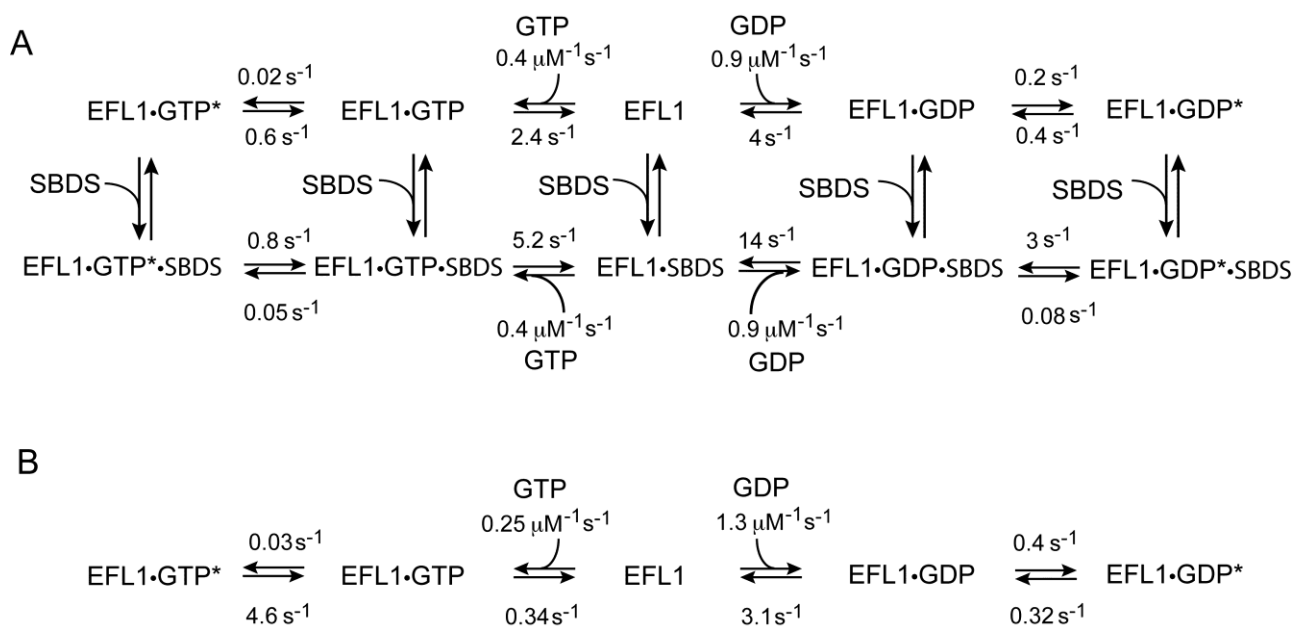 A
GTP GDP
0.4 μM⁻¹s⁻¹ 0.9 μM⁻¹s⁻¹
0.02 s⁻¹ 0.2 s⁻¹
EFL1•GTP* EFL1•GTP EFL1 EFL1•GDP EFL1•GDP*
0.6 s⁻¹ 2.4 s⁻¹ 4 s⁻¹ 0.4 s⁻¹
SBDS SBDS SBDS SBDS SBDS
0.8 s⁻¹ 5.2 s⁻¹ 14 s⁻¹ 3 s⁻¹
EFL1•GTP*•SBDS EFL1•GTP•SBDS EFL1•SBDS EFL1•GDP•SBDS EFL1•GDP*•SBDS
0.05 s⁻¹ 0.4 μM⁻¹s⁻¹ 0.9 μM⁻¹s⁻¹ 0.08 s⁻¹
GTP GDP
B
GTP GDP
0.25 μM⁻¹s⁻¹ 1.3 μM⁻¹s⁻¹
0.03 s⁻¹ 0.4 s⁻¹
EFL1•GTP* EFL1•GTP EFL1 EFL1•GDP EFL1•GDP*
4.6 s⁻¹ 0.34 s⁻¹ 3.1 s⁻¹ 0.32 s⁻¹